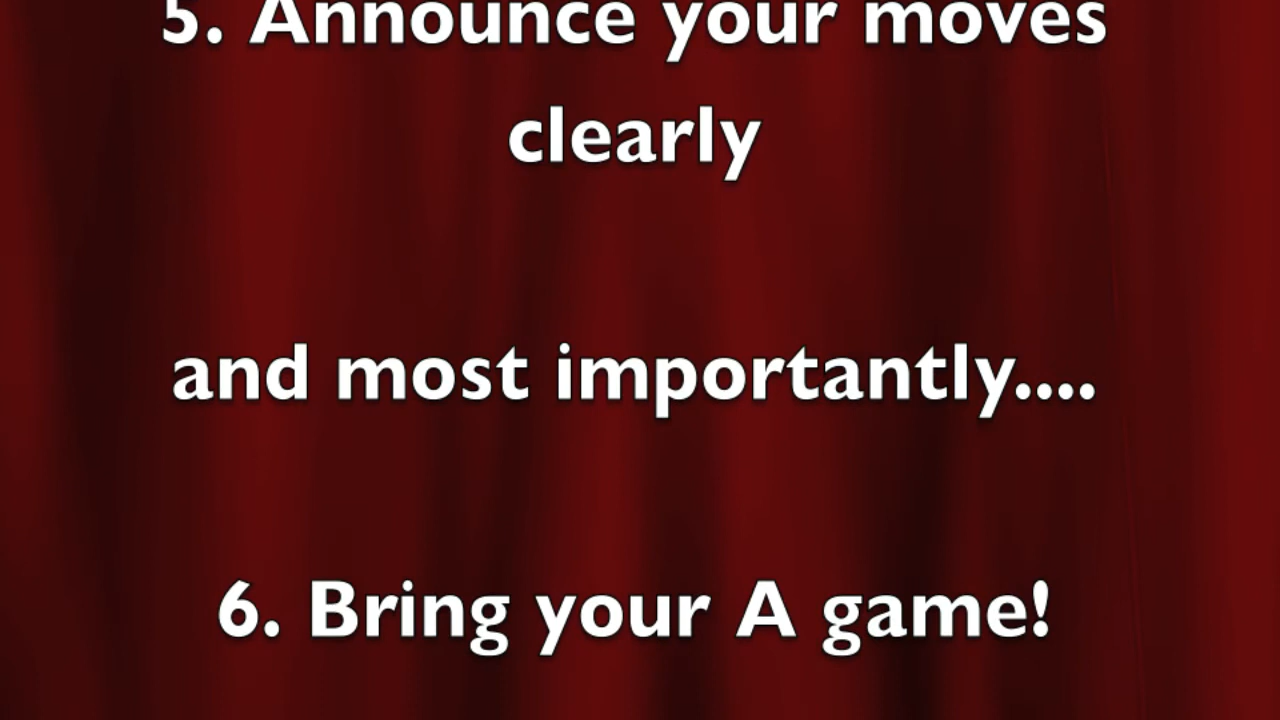 5. Announce your moves
clearly
and most importantly....
6. Bring your A game!